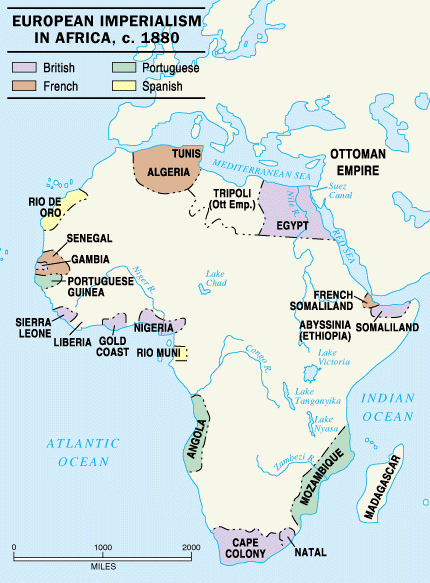 EUROPEAN IMPERIALISM
IN AFRICA, c. 1880
British
Portuguese
French
Spanish
TUNIS
ALGERIA
MEDITERRANEAN SEA
OTTOMAN
EMPIRE
TRIPOLI
(Ott Emp.)
Suez
Canal
Nile R.
EGYPT
RED SEA
RIO DE
ORO
SENEGAL
GAMBIA
PORTUGUESE
GUINEA
Niger R.
Lake
Chad
FRENCH
SOMALILAND
SOMALILAND
ABYSSINIA
(ETHIOPIA)
SIERRA
LEONE
LIBERIA
GOLD
COAST
NIGERIA
RIO MUNI
Congo R.
Lake
Victoria
Lake
Tanganyika
Lake
Nyasa
INDIAN
OCEAN
ATLANTIC
OCEAN
ANGOLA
Zambezi R.
MOZAMBIQUE
MADAGASCAR
CAPE
COLONY
NATAL
0 1000 2000
MILES